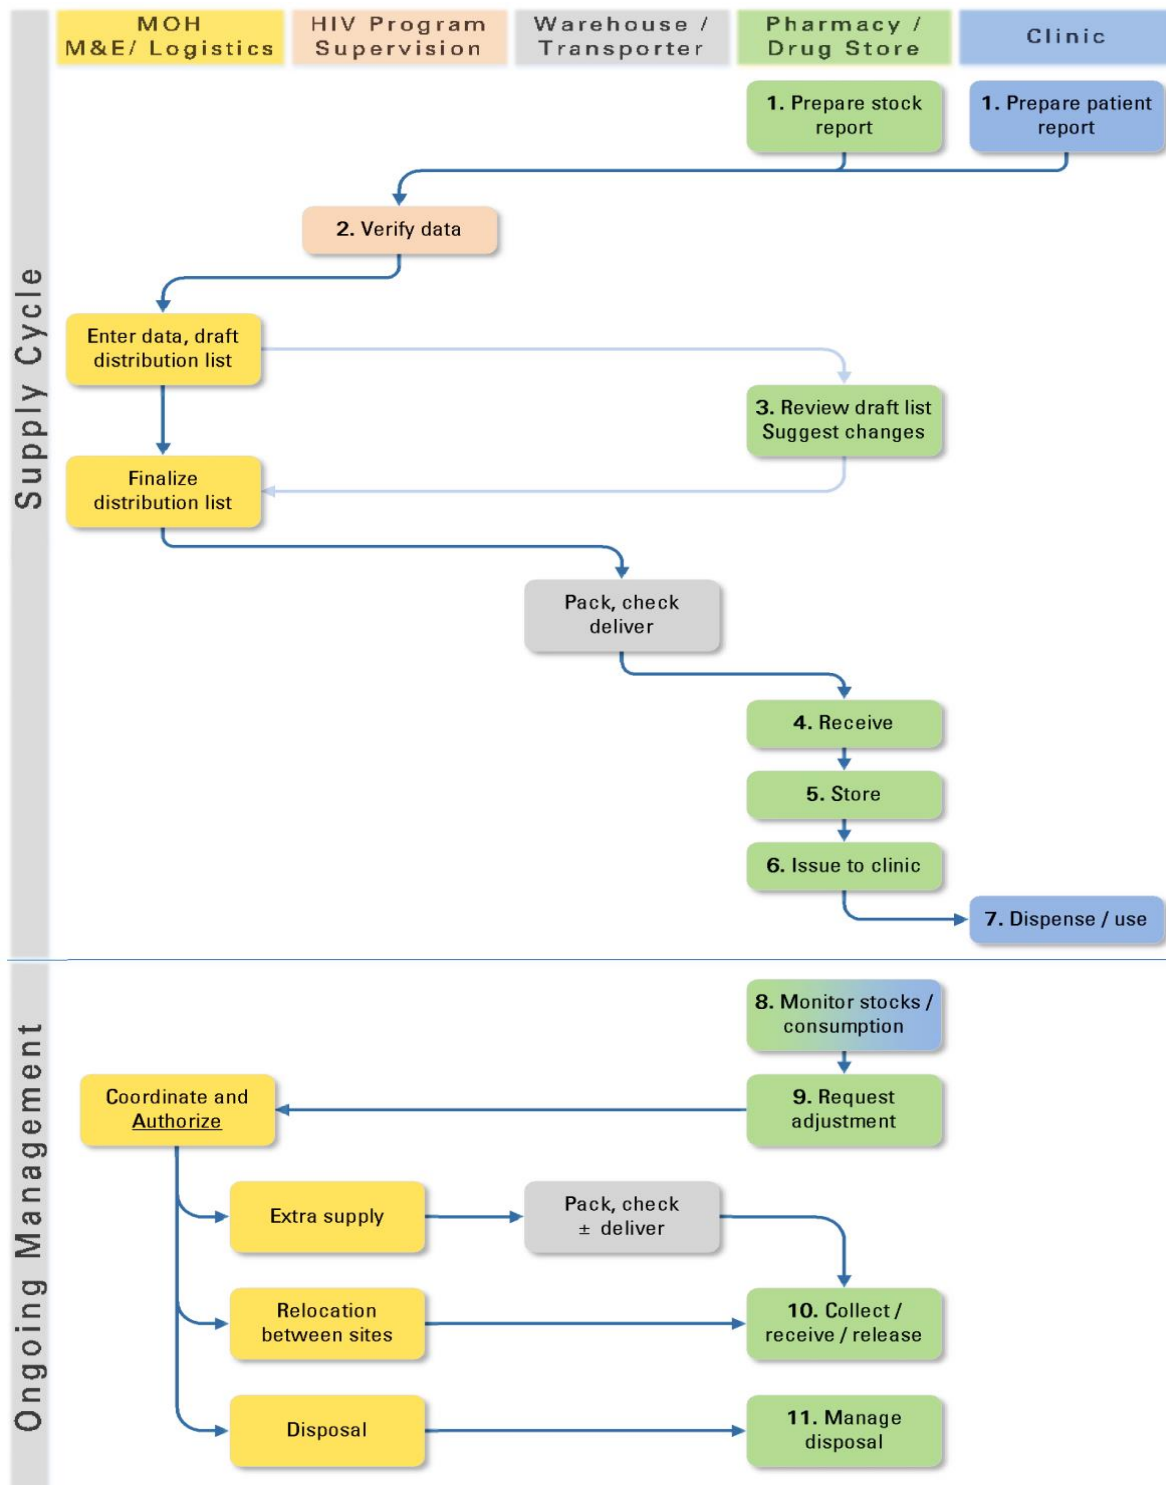 MOH
M&E/ Logistics
HIV Program
Supervision
Warehouse /
Transporter
Pharmacy /
Drug Store
Clinic
Supply Cycle
1. Prepare stock
report
1. Prepare patient
report
2. Verify data
Enter data, draft
distribution list
3. Review draft list
Suggest changes
Finalize
distribution list
Pack, check
deliver
4. Receive
5. Store
6. Issue to clinic
7. Dispense / use
Ongoing Management
8. Monitor stocks /
consumption
Coordinate and
Authorize
9. Request
adjustment
Extra supply
Pack, check
± deliver
Relocation
between sites
10. Collect /
receive / release
Disposal
11. Manage
disposal